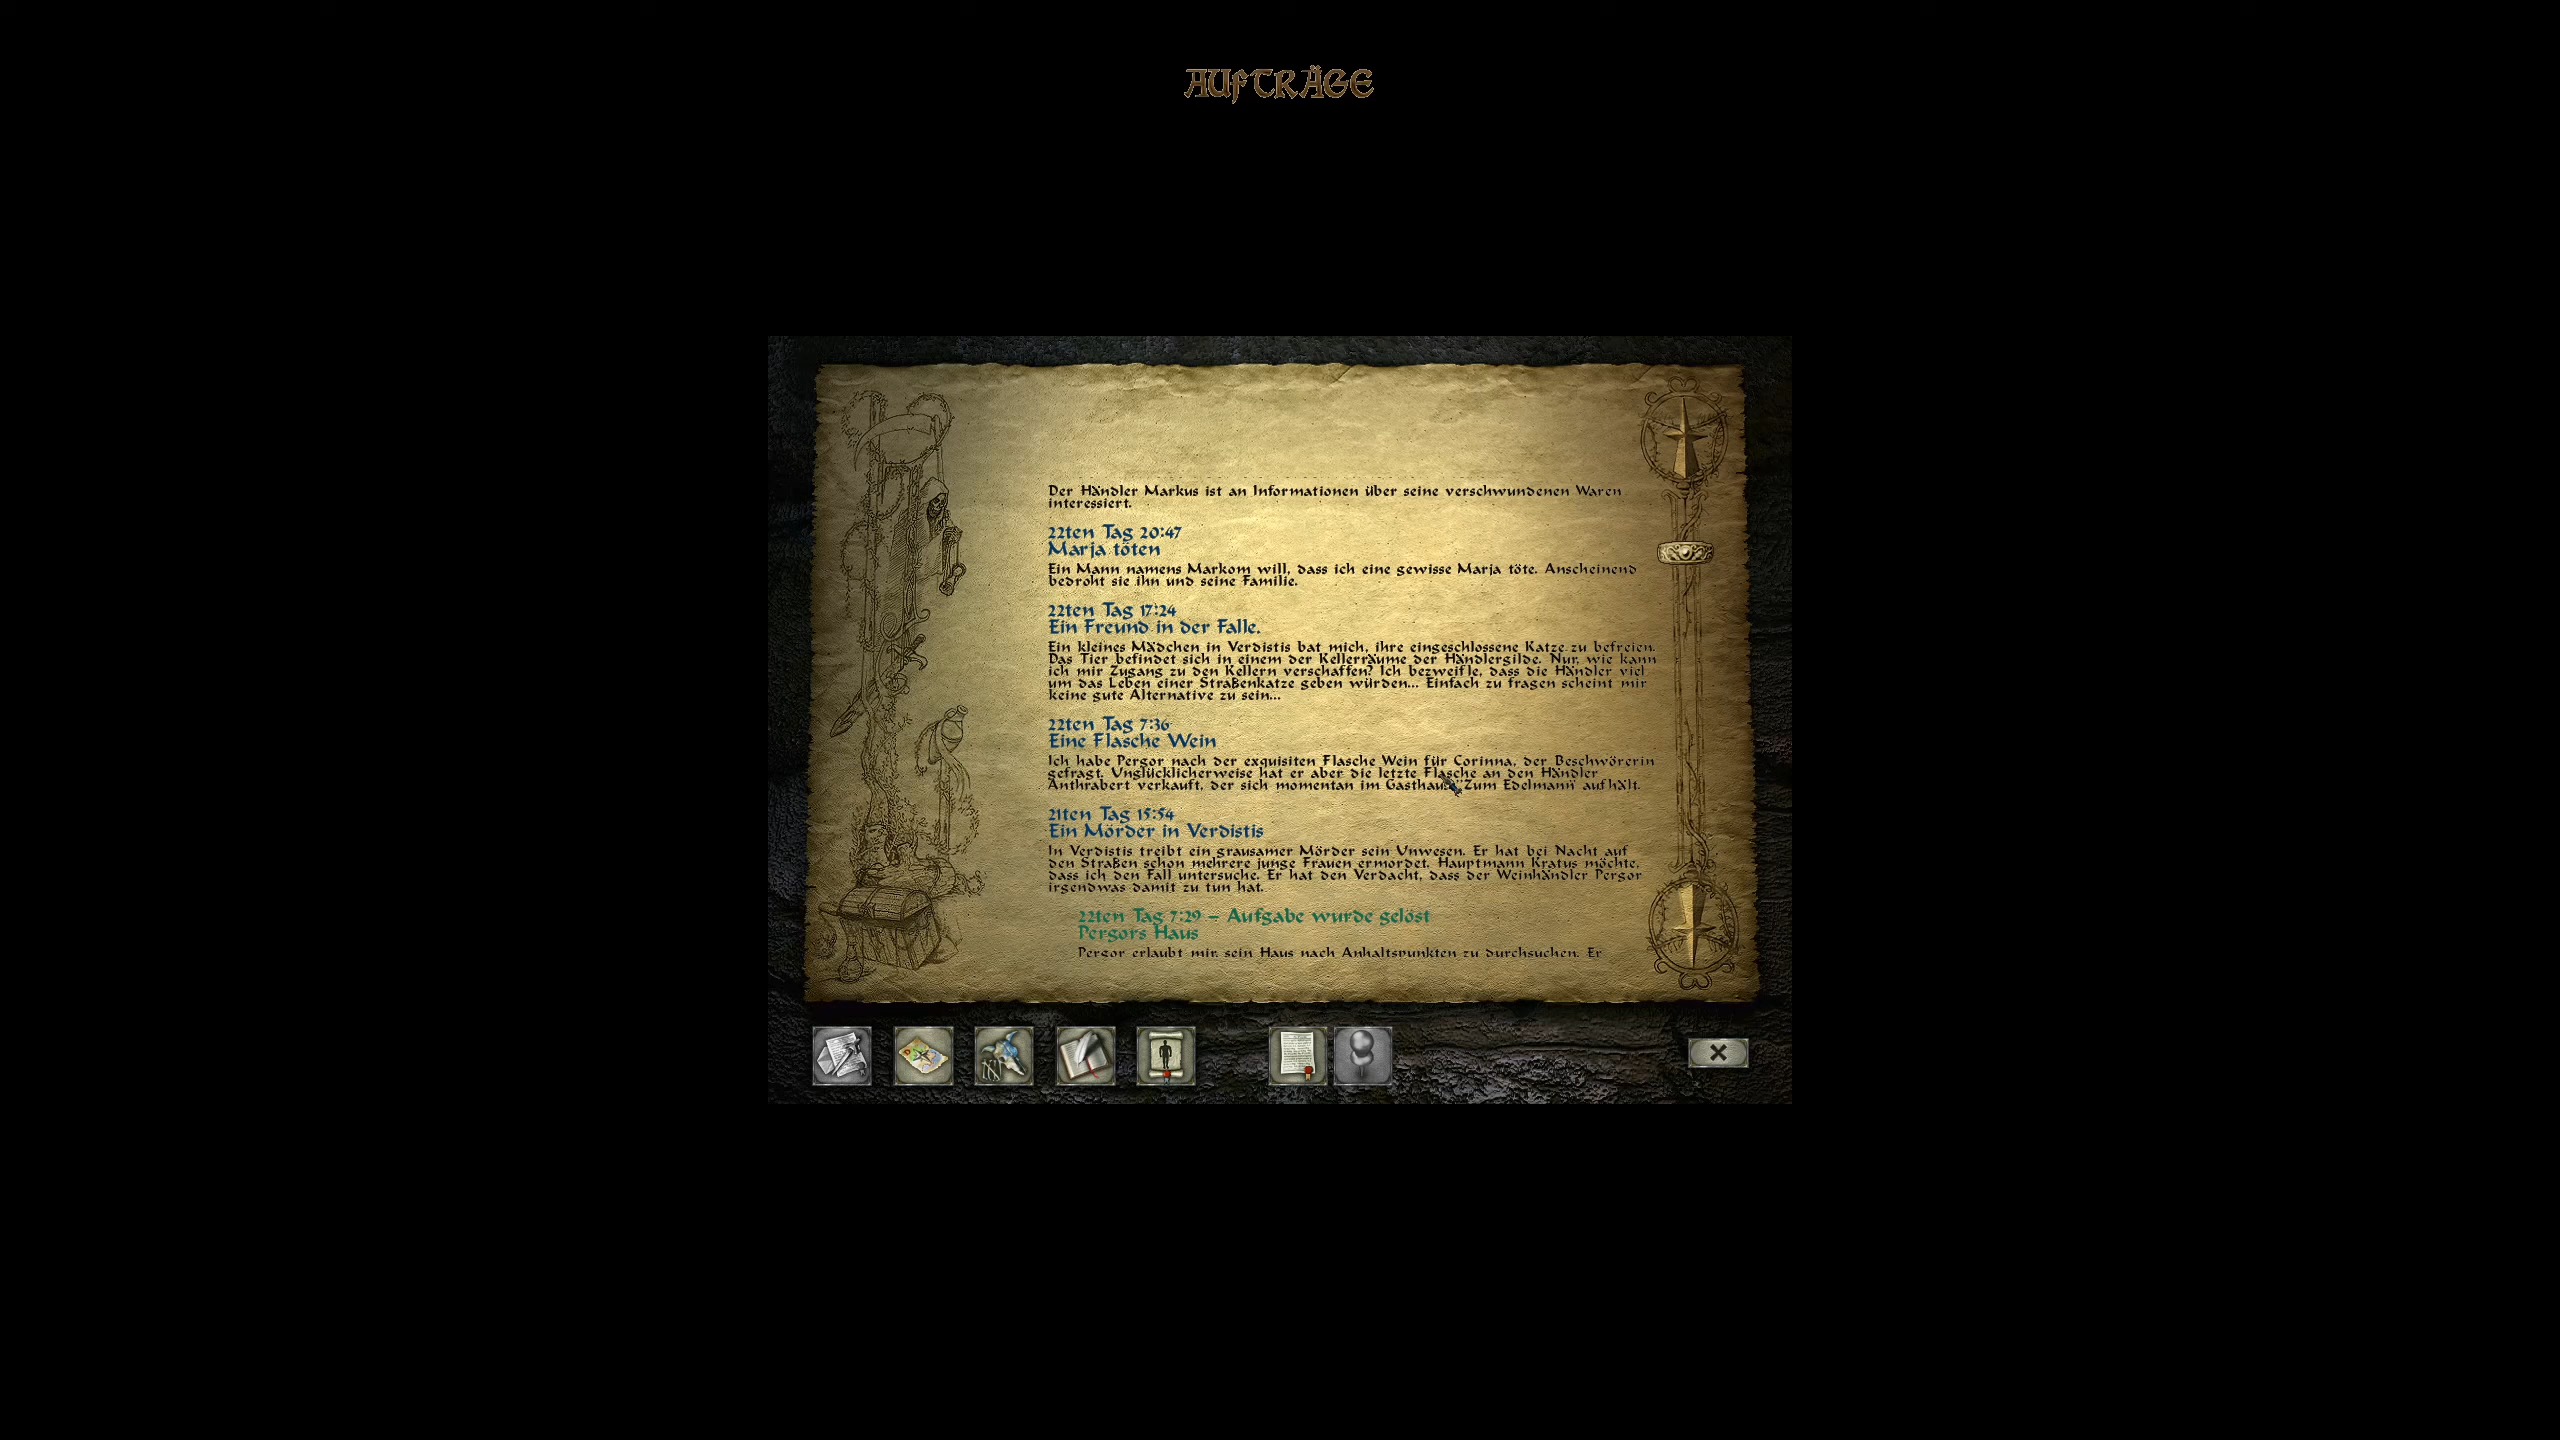 AUFTRÄGE
Der Händler Markus ist an Informationen über seine verschwundenen Waren
interessiert.
22ten Tag 20:47
Marja töten
Ein Mann namens Markom will, dass ich eine gewisse Marja töte. Anscheinend
bedroht sie ihn und seine Familie.
22ten Tag 17:24
Ein Freund in der Falle.
Ein kleines Mädchen in Verdistis bat mich, ihre eingeschlossene Katze zu befreien.
Das Tier befindet sich in einem der Kellerräume der Händlergilde. Nur, wie kann
ich mir Zugang zu den Kellern verschaffen? Ich bezweifle, dass die Händler viel
um das Leben einer Straßenkatze geben würden... Einfach zu fragen scheint mir
keine gute Alternative zu sein...
22ten Tag 7:36
Eine Flasche Wein
Ich habe Pergor nach der exquisiten Flasche Wein für Corinna, der Beschwörerin
gefragt. Unglücklicherweise hat er aber die letzte Flasche an den Händler
Anthrabert verkauft, der sich momentan im Gasthaus "Zum Edelmann" aufhält.
21ten Tag 15:54
Ein Mörder in Verdistis
In Verdistis treibt ein grausamer Mörder sein Unwesen. Er hat bei Nacht auf
den Straßen schon mehrere junge Frauen ermordet. Hauptmann Kratus möchte,
dass ich den Fall untersuche. Er hat den Verdacht, dass der Weinhändler Pergor
irgendwas damit zu tun hat.
22ten Tag 7:29 – Aufgabe wurde gelöst
Pergors Haus
Pergor erlaubt mir, sein Haus nach Anhaltspunkten zu durchsuchen. Er